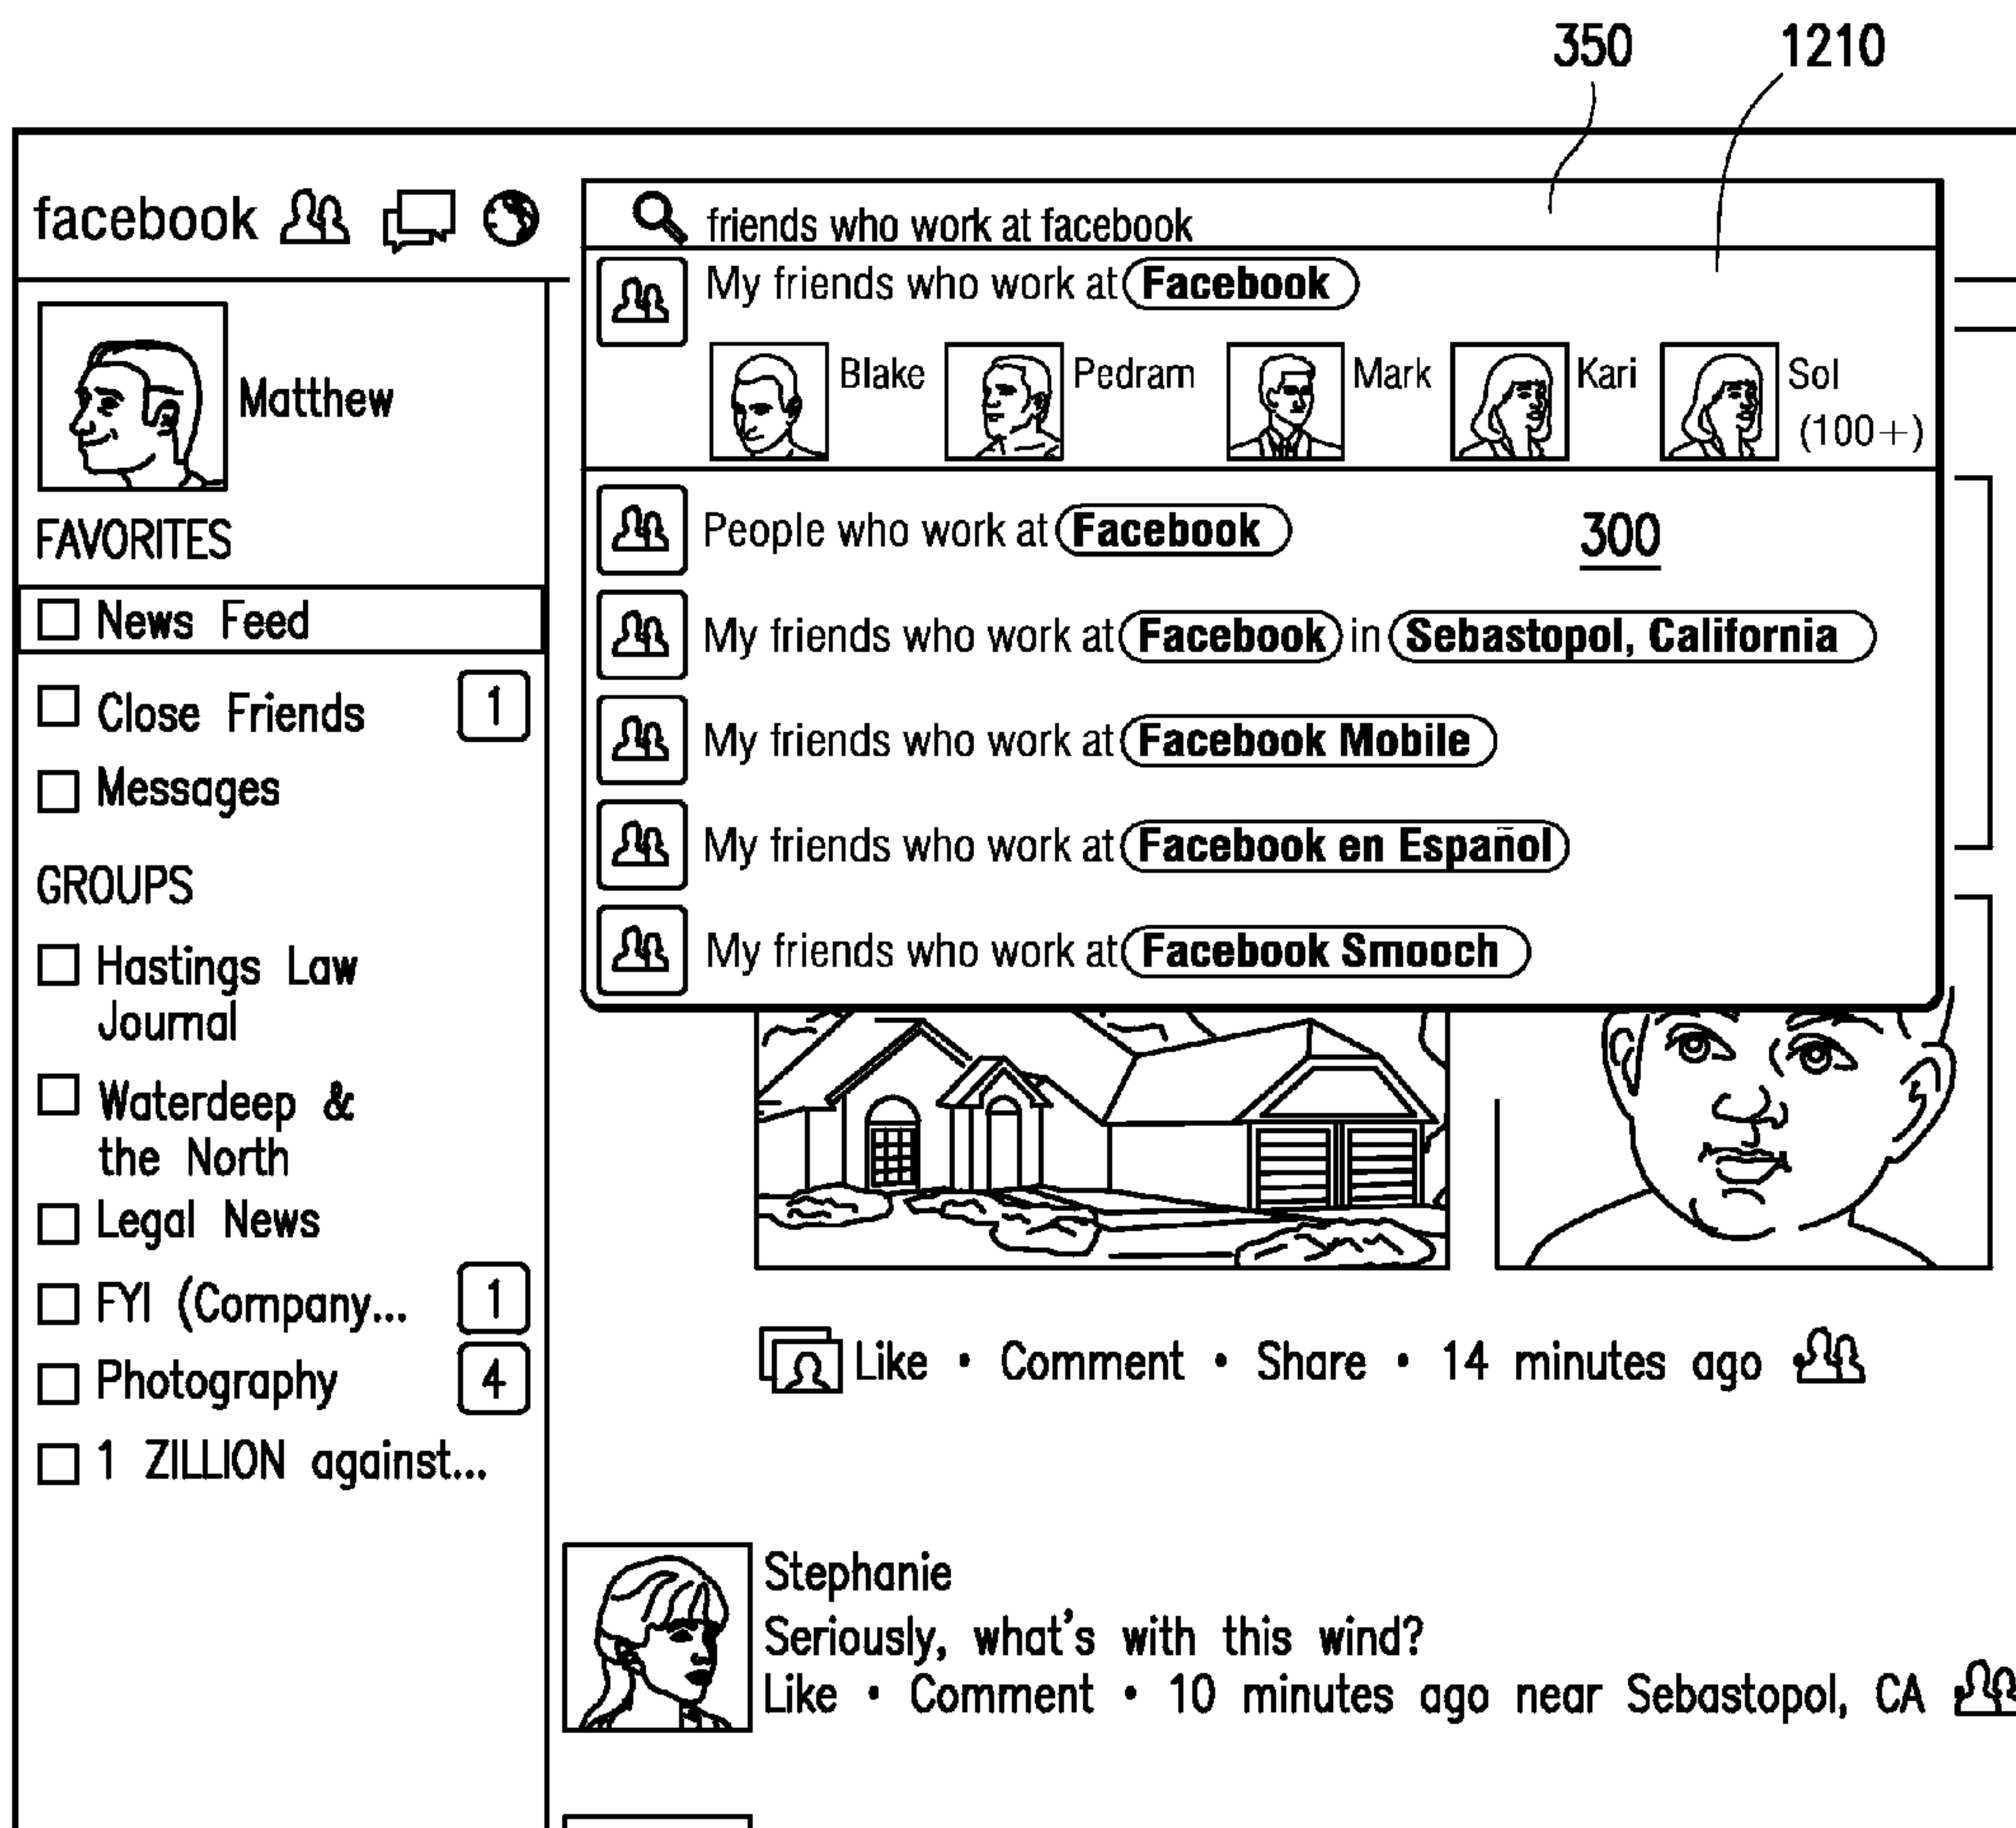 350 1210
facebook
friends who work at facebook
My friends who work at Facebook
Blake Pedram Mark Kari Sol
(100+)
People who work at Facebook
300
My friends who work at Facebook in Sebastopol, California
My friends who work at Facebook Mobile
My friends who work at Facebook en Español
My friends who work at Facebook Smooch
Matthew
FAVORITES
News Feed
Close Friends 1
Messages
GROUPS
Hastings Law
Journal
Waterdeep &
the North
Legal News
FYI (Company... 1
Photography 4
1 ZILLION against...
Like • Comment • Share • 14 minutes ago
Stephanie
Seriously, what's with this wind?
Like • Comment • 10 minutes ago near Sebastopol, CA